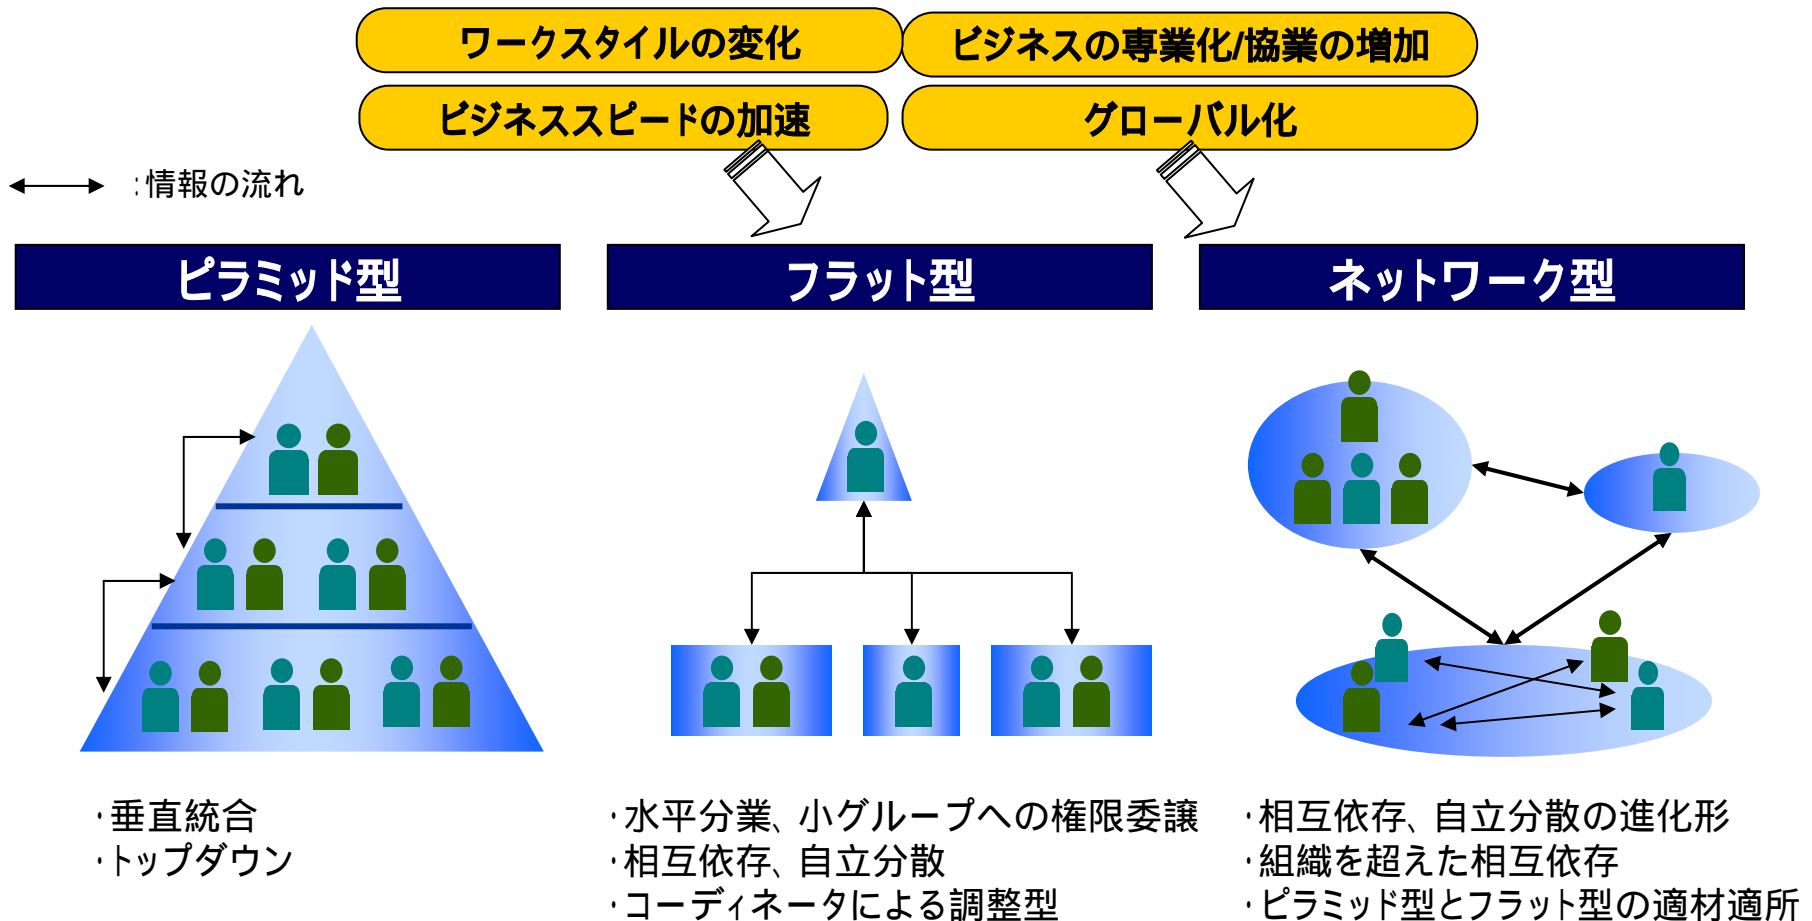 ワークスタイルの変化
ビジネスの専業化/協業の増加
ビジネススピードの加速
グローバル化
:情報の流れ
ピラミッド型
フラット型
ネットワーク型
・垂直統合
・トップダウン
・水平分業、小グループへの権限委譲
・相互依存、自立分散
・コーディネータによる調整型
・相互依存、自立分散の進化形
・組織を超えた相互依存
・ピラミッド型とフラット型の適材適所